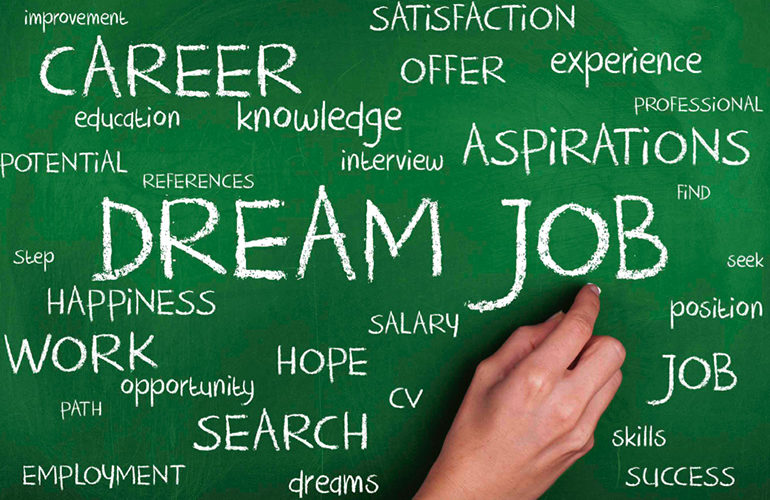 improvement
SATISFACTION
CAREER
OFFER
experience
education
knowledge
PROFESSIONAL
ASPIRATIONS
POTENTIAL
interview
REFERENCES
FIND
DREAM JOB
Step
seek
HAPPINESS
position
SALARY
WORK
HOPE
JOB
opportunity
CV
PATH
SEARCH
skills
EMPLOYMENT
dreams
SUCCESS